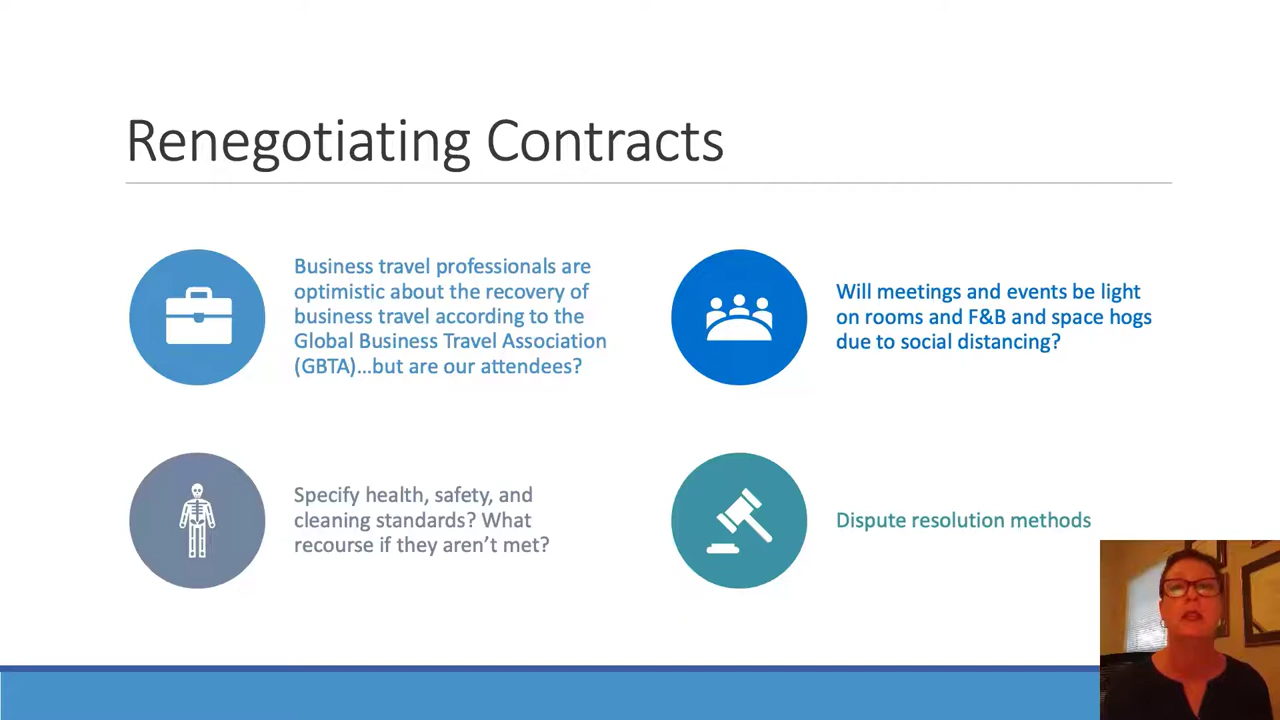 Renegotiating Contracts
Business travel professionals are
optimistic about the recovery of
business travel according to the
Global Business Travel Association
(GBTA)…but are our attendees?
Will meetings and events be light
on rooms and F&B and space hogs
due to social distancing?
Specify health, safety, and
cleaning standards? What
recourse if they aren’t met?
Dispute resolution methods